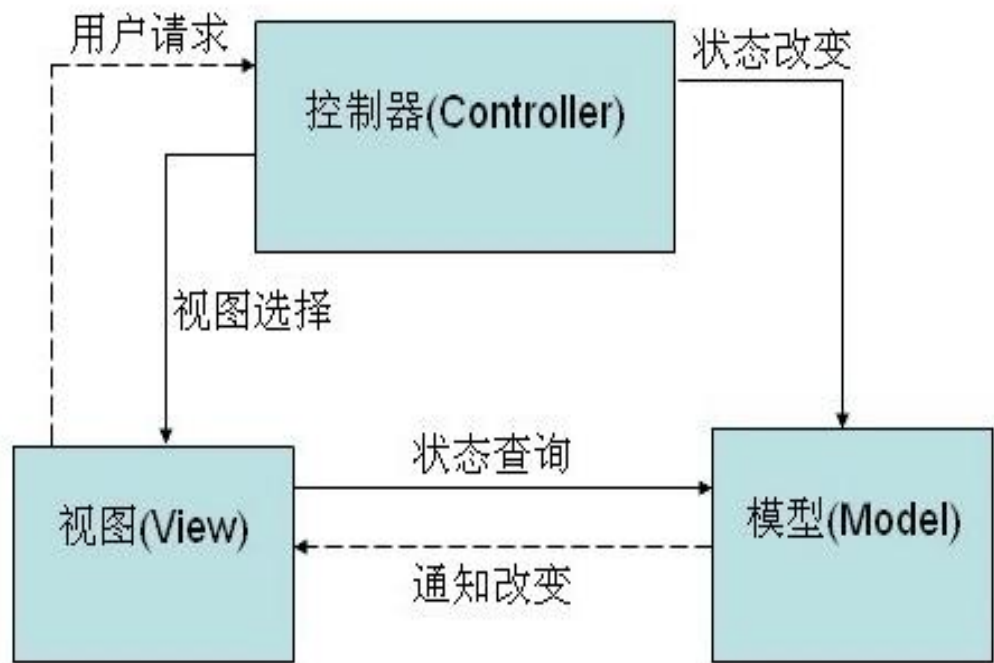 用户请求
状态改变
控制器(Controller)
视图选择
状态查询
视图(View)
模型(Model)
通知改变